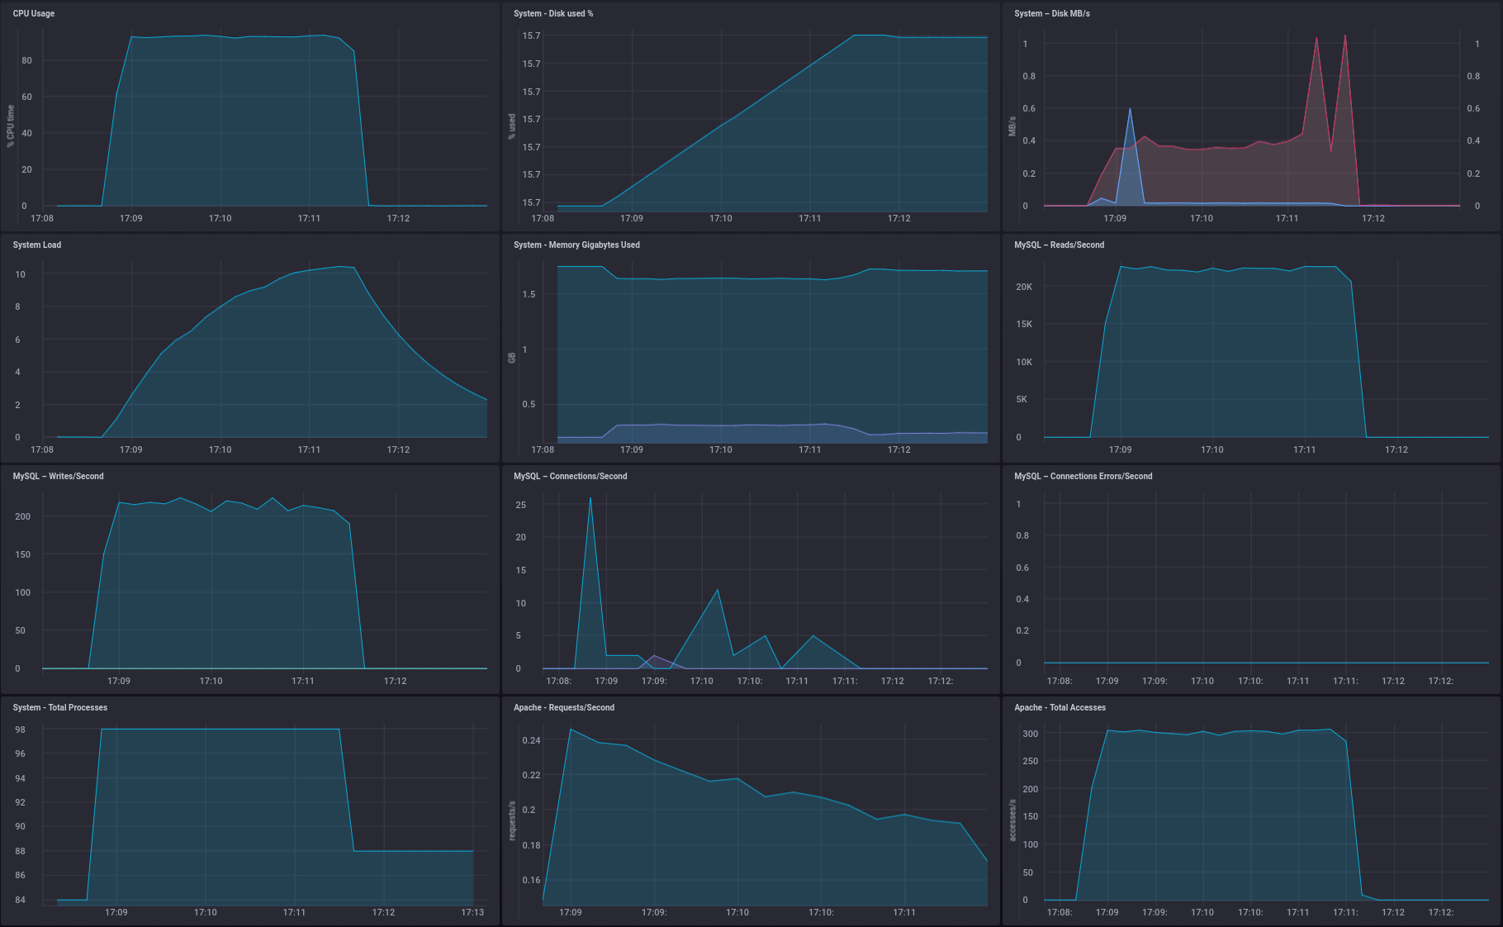 CPU Usage
% CPU time
80
60
40
20
0
17:08 17:09 17:10 17:11 17:12
System - Disk used %
% used
15.7
15.7
15.7
15.7
15.7
15.7
15.7
17:08 17:09 17:10 17:11 17:12
System – Disk MB/s
MB/s
1 1
0.8 0.8
0.6 0.6
0.4 0.4
0.2 0.2
0 0
17:09 17:10 17:11 17:12
System Load
10
8
6
4
2
0
17:08 17:09 17:10 17:11 17:12
System - Memory Gigabytes Used
GB
1.5
1
0.5
17:08 17:09 17:10 17:11 17:12
MySQL – Reads/Second
20K
15K
10K
5K
0
17:09 17:10 17:11 17:12
MySQL – Writes/Second
200
150
100
50
0
17:09 17:10 17:11 17:12
MySQL – Connections/Second
25
20
15
10
5
0
17:08: 17:09 17:09: 17:10 17:10: 17:11 17:11: 17:12 17:12:
MySQL – Connections Errors/Second
1
0.8
0.6
0.4
0.2
0
17:08: 17:09 17:09: 17:10 17:10: 17:11 17:11: 17:12 17:12:
System - Total Processes
98
96
94
92
90
88
86
84
17:09 17:10 17:11 17:12 17:13
Apache - Requests/Second
requests/s
0.24
0.22
0.2
0.18
0.16
17:09 17:09: 17:10 17:10: 17:11
Apache - Total Accesses
accesses/s
300
250
200
150
100
50
0
17:08: 17:09 17:09: 17:10 17:10: 17:11 17:11: 17:12 17:12: